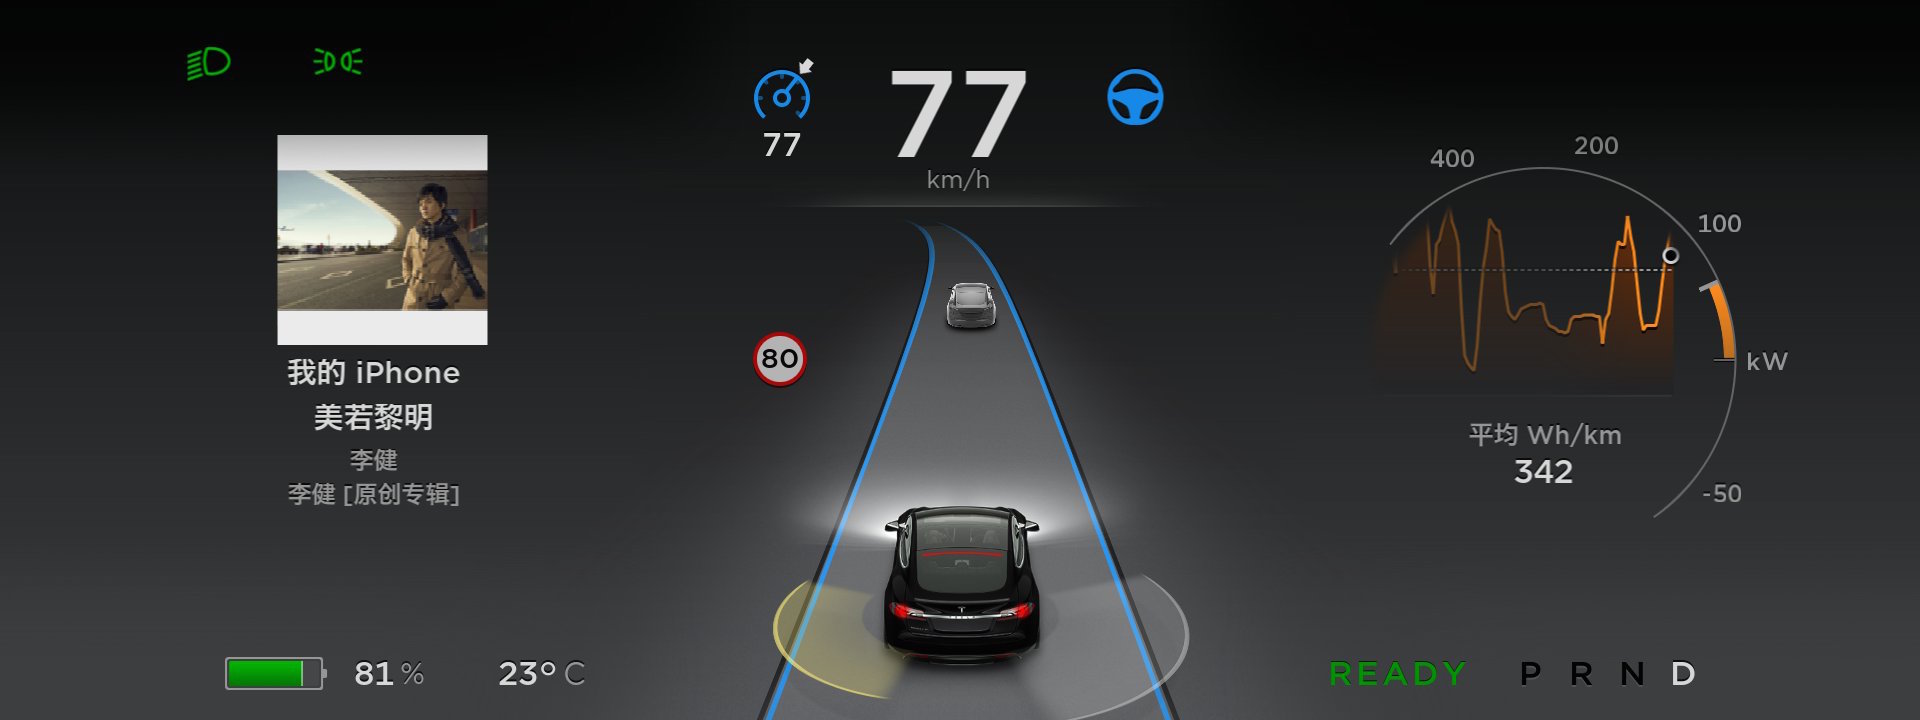 77
77
km/h
80
我的 iPhone
美若黎明
李健
李健 [原创专辑]
81 %
23° C
400
200
100
kW
-50
平均 Wh/km
342
READY
P R N D